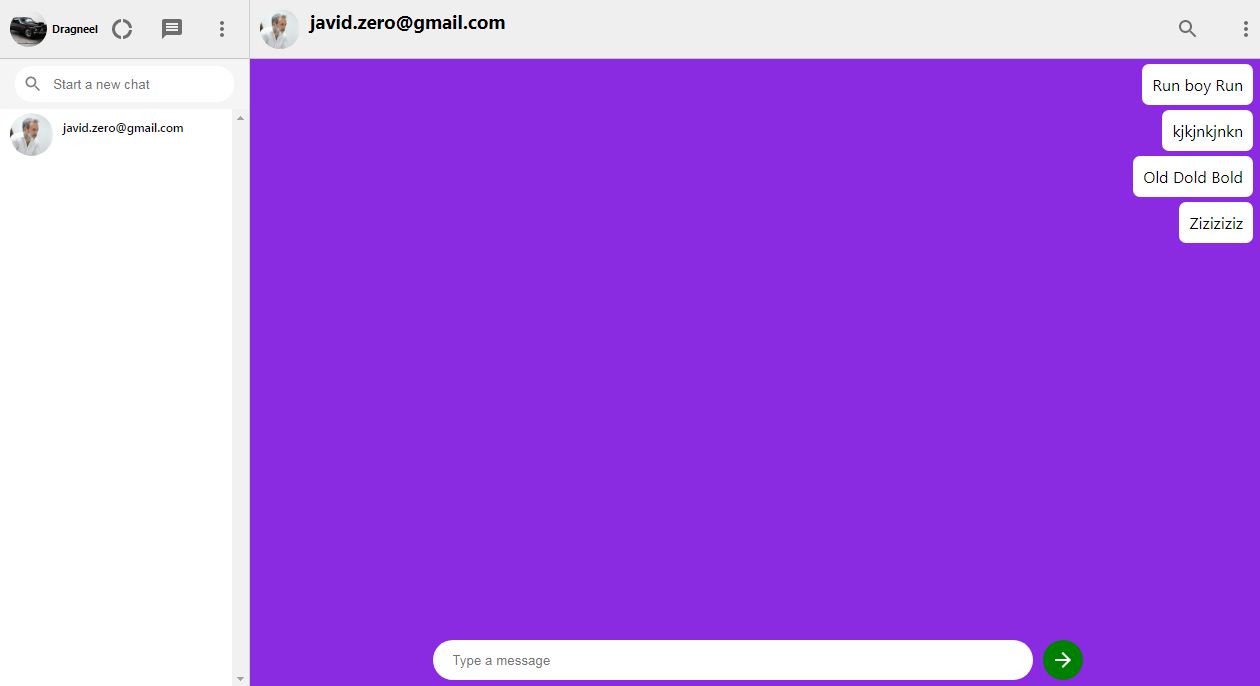 Dragneel
javid.zero@gmail.com
Start a new chat
javid.zero@gmail.com
Run boy Run
kjkjnkjnkn
Old Dold Bold
Ziziziziz
Type a message